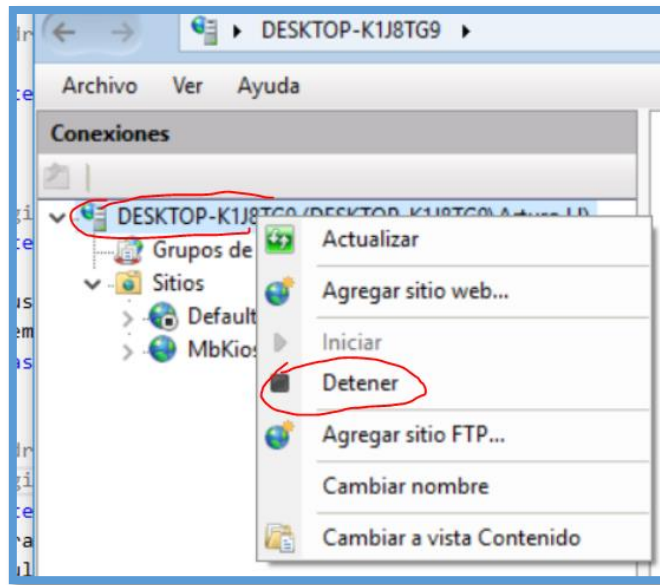 DESKTOP-K1J8TG9
Archivo Ver Ayuda
Conexiones
DESKTOP-K1J8TG9 (DESKTOP-K1J8TG9\Arturo
Grupos de
Sitios
Default
MbKios
Actualizar
Agregar sitio web...
Iniciar
Detener
Agregar sitio FTP...
Cambiar nombre
Cambiar a vista Contenido